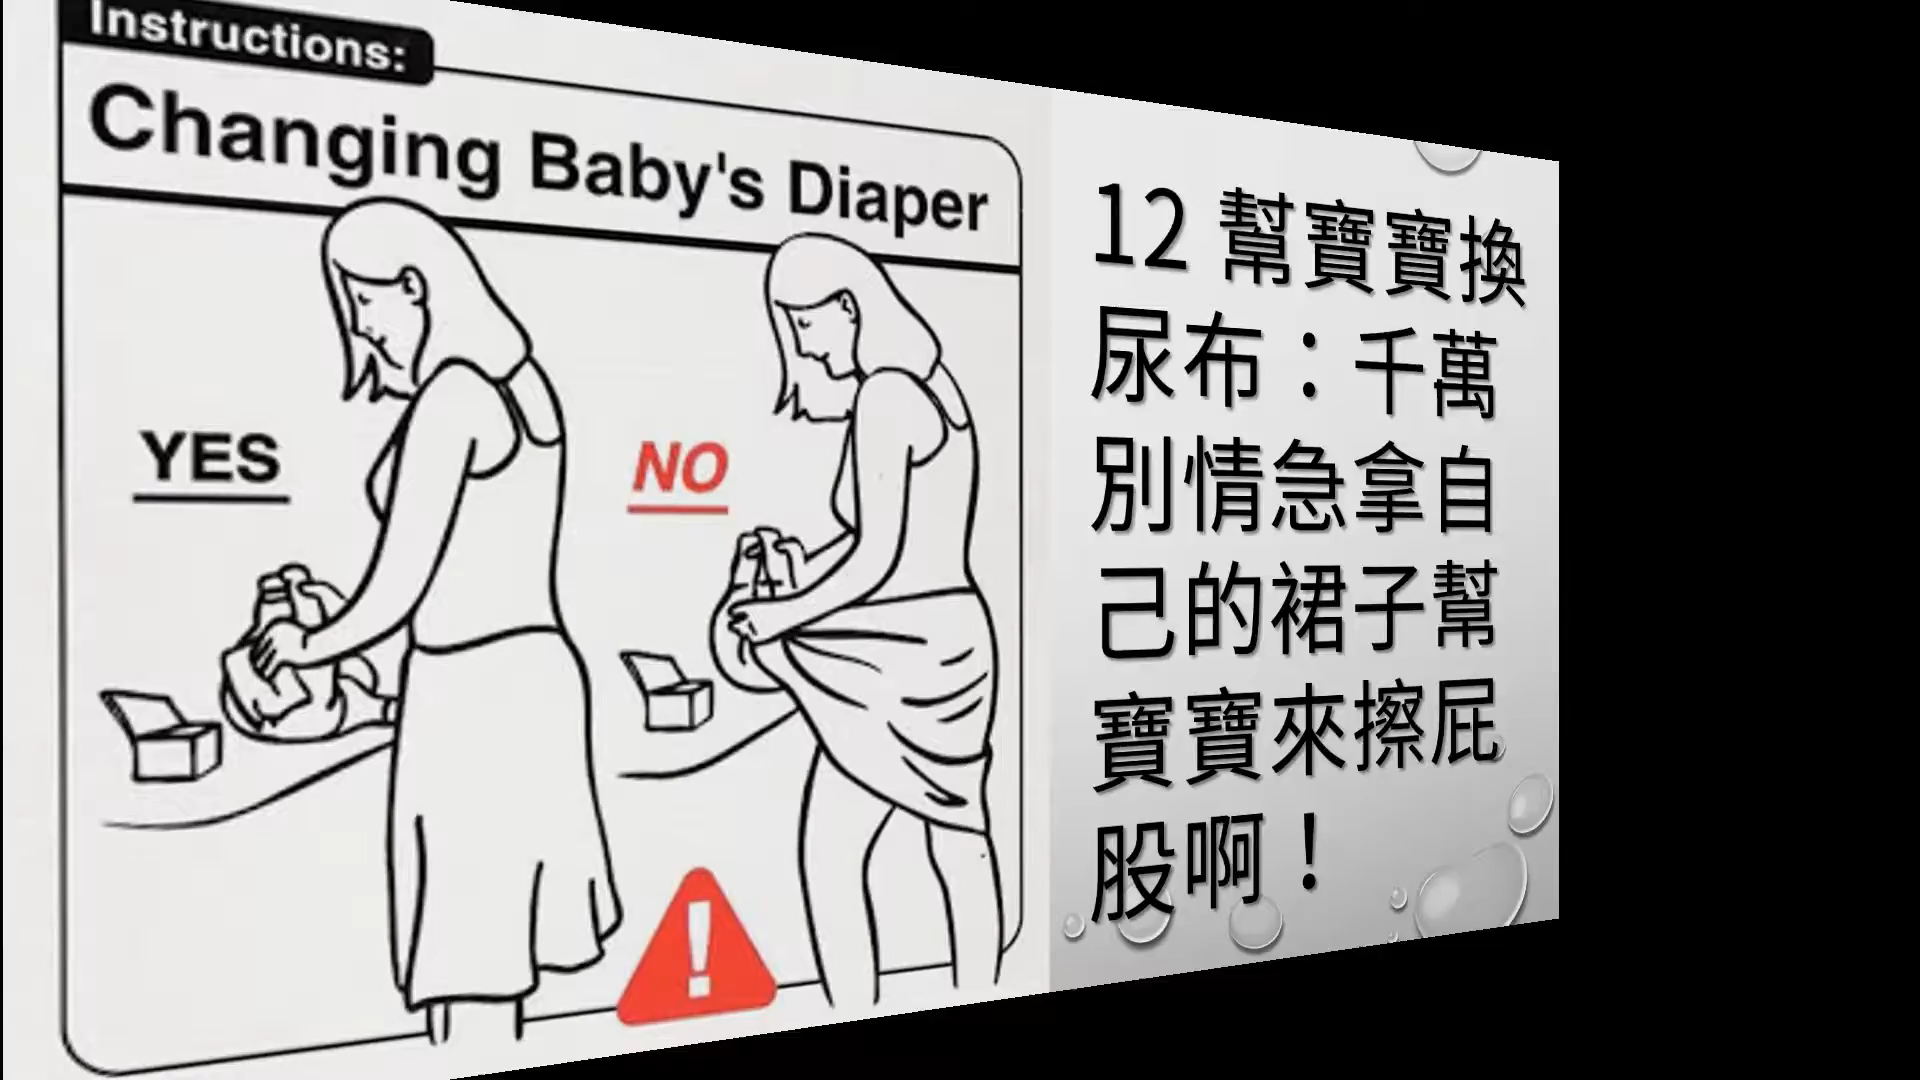 Instructions:
Changing Baby's Diaper
YES
NO
!
12 幫寶寶換
尿布：千萬
別情急拿自
己的裙子幫
寶寶來擦屁
股啊！